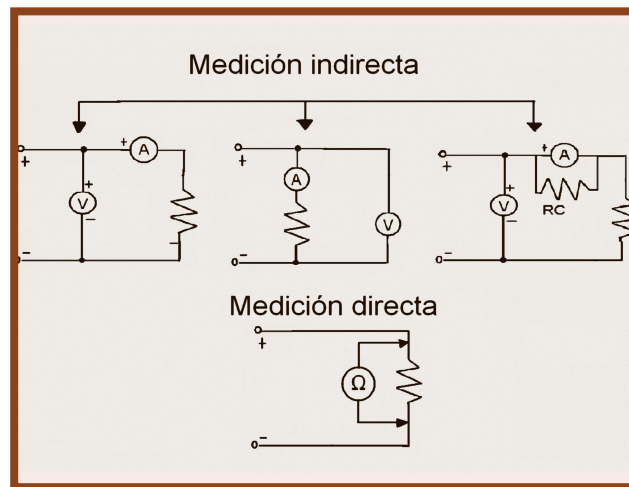 Medición indirecta
+ A
+
+ V −
−
−
+
A
V
−
+ A
+
RC
+ V −
−
Medición directa
+
Ω
−